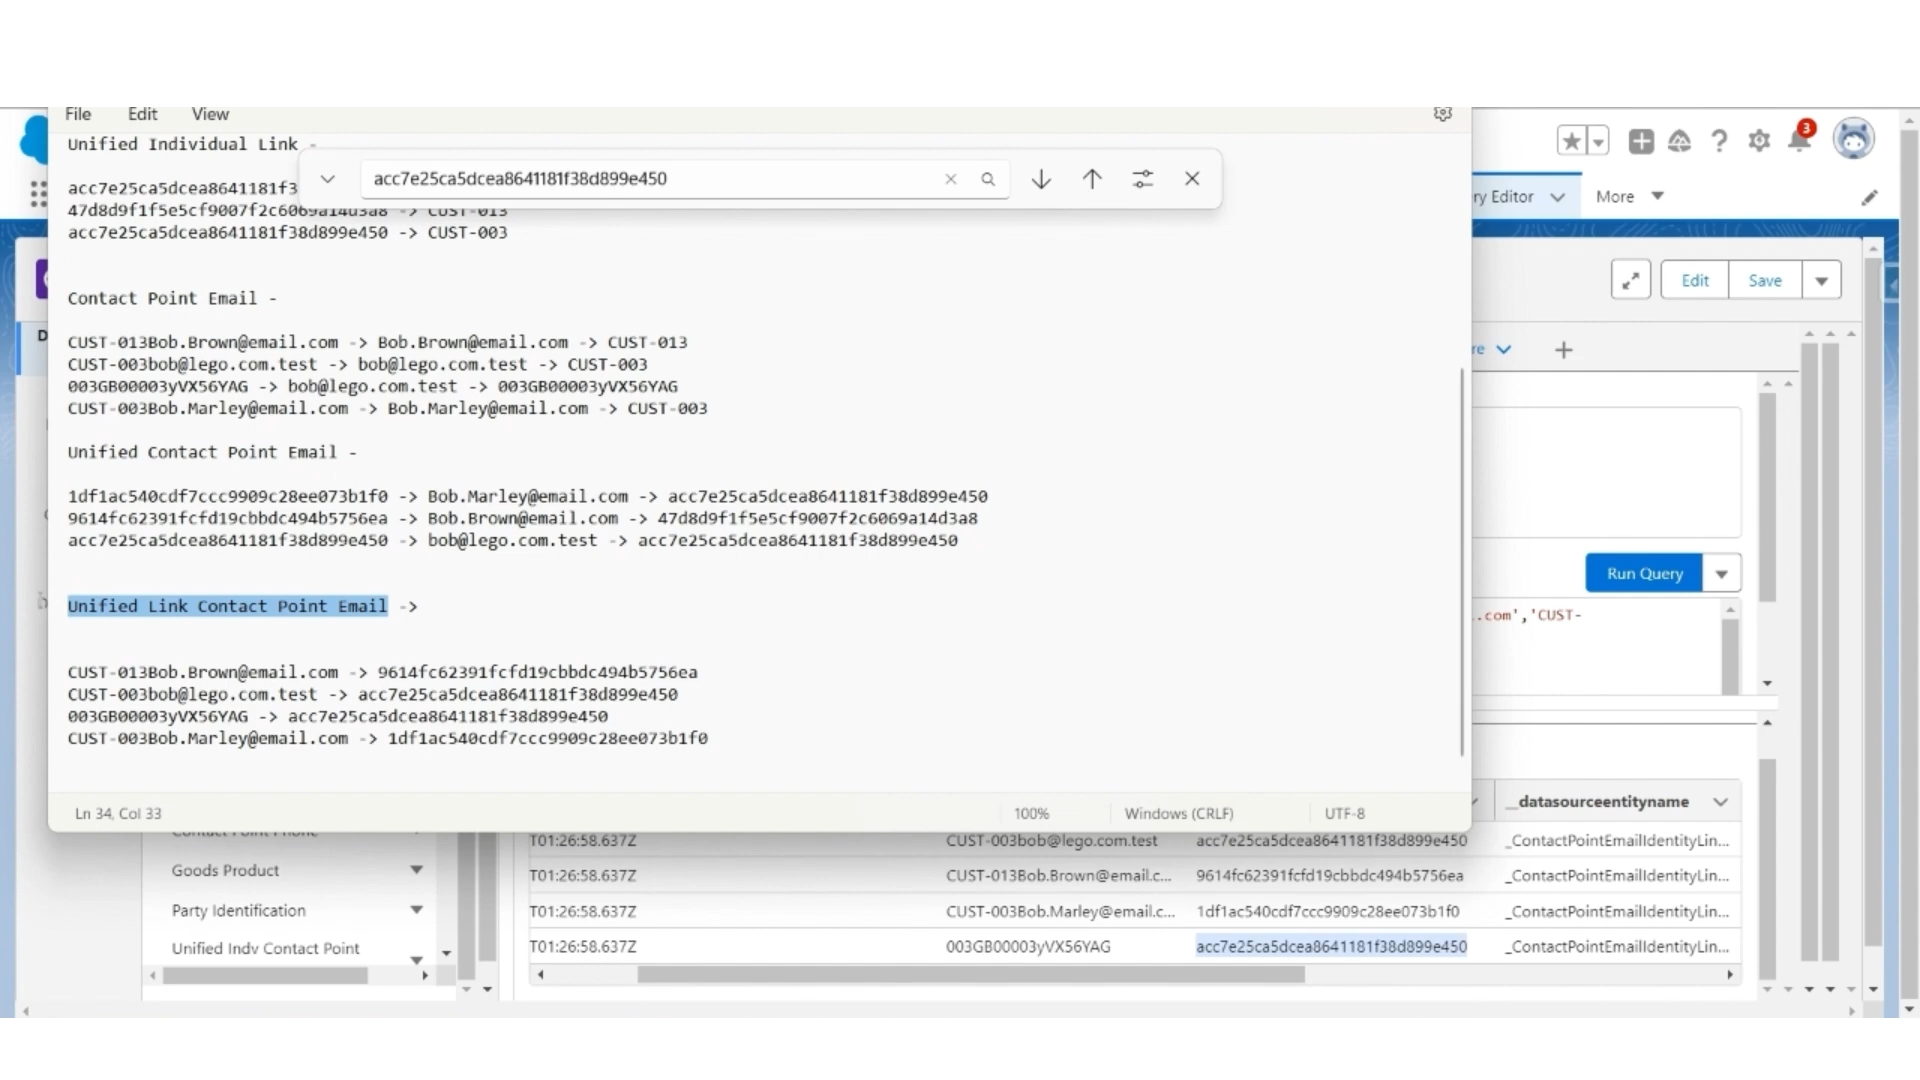 File Edit View
Unified Individual Link -
acc7e25ca5dcea8641181f38d899e450
3
acc7e25ca5dcea8641181f3
47d8d9f1f5e5cf9007f2c6069a14d3a8 -> CUST-013
acc7e25ca5dcea8641181f38d899e450 -> CUST-003
Contact Point Email -
CUST-013Bob.Brown@email.com -> Bob.Brown@email.com -> CUST-013
CUST-003bob@lego.com.test -> bob@lego.com.test -> CUST-003
003GB00003yVX56YAG -> bob@lego.com.test -> 003GB00003yVX56YAG
CUST-003Bob.Marley@email.com -> Bob.Marley@email.com -> CUST-003
Unified Contact Point Email -
1df1ac540cdf7ccc9909c28ee073b1f0 -> Bob.Marley@email.com -> acc7e25ca5dcea8641181f38d899e450
9614fc62391fcfd19cbbdc494b5756ea -> Bob.Brown@email.com -> 47d8d9f1f5e5cf9007f2c6069a14d3a8
acc7e25ca5dcea8641181f38d899e450 -> bob@lego.com.test -> acc7e25ca5dcea8641181f38d899e450
Unified Link Contact Point Email ->
CUST-013Bob.Brown@email.com -> 9614fc62391fcfd19cbbdc494b5756ea
CUST-003bob@lego.com.test -> acc7e25ca5dcea8641181f38d899e450
003GB00003yVX56YAG -> acc7e25ca5dcea8641181f38d899e450
CUST-003Bob.Marley@email.com -> 1df1ac540cdf7ccc9909c28ee073b1f0
Ln 34, Col 33 100% Windows (CRLF) UTF-8
ry Editor More
Edit Save
D
re
Run Query
.com','CUST-
_datasourceentityname
Contact Point Phone
Goods Product
Party Identification
Unified Indv Contact Point
T01:26:58.637Z CUST-003bob@lego.com.test acc7e25ca5dcea8641181f38d899e450 _ContactPointEmailIdentityLin...
T01:26:58.637Z CUST-013Bob.Brown@email.c... 9614fc62391fcfd19cbbdc494b5756ea _ContactPointEmailIdentityLin...
T01:26:58.637Z CUST-003Bob.Marley@email.c... 1df1ac540cdf7ccc9909c28ee073b1f0 _ContactPointEmailIdentityLin...
T01:26:58.637Z 003GB00003yVX56YAG acc7e25ca5dcea8641181f38d899e450 _ContactPointEmailIdentityLin...